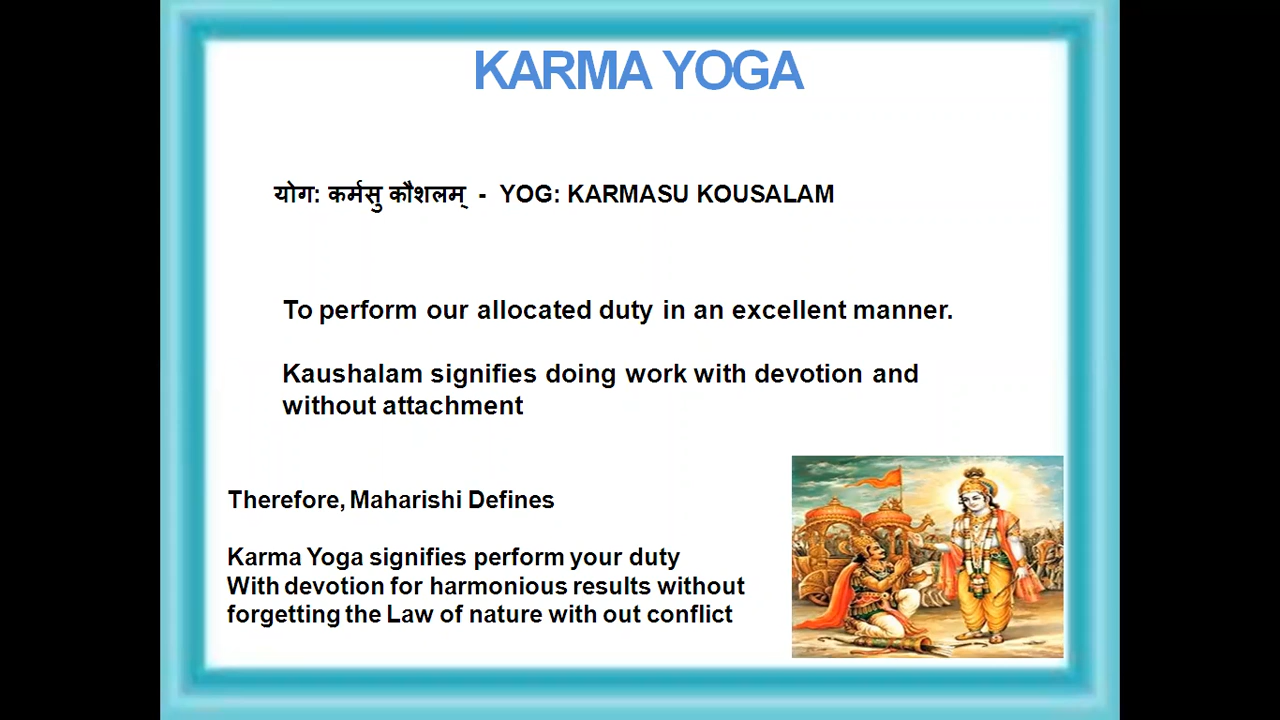 KARMA YOGA
योग: कर्मसु कौशलम् - YOG: KARMASU KOUSALAM
To perform our allocated duty in an excellent manner.
Kaushalam signifies doing work with devotion and
without attachment
Therefore, Maharishi Defines
Karma Yoga signifies perform your duty
With devotion for harmonious results without
forgetting the Law of nature with out conflict